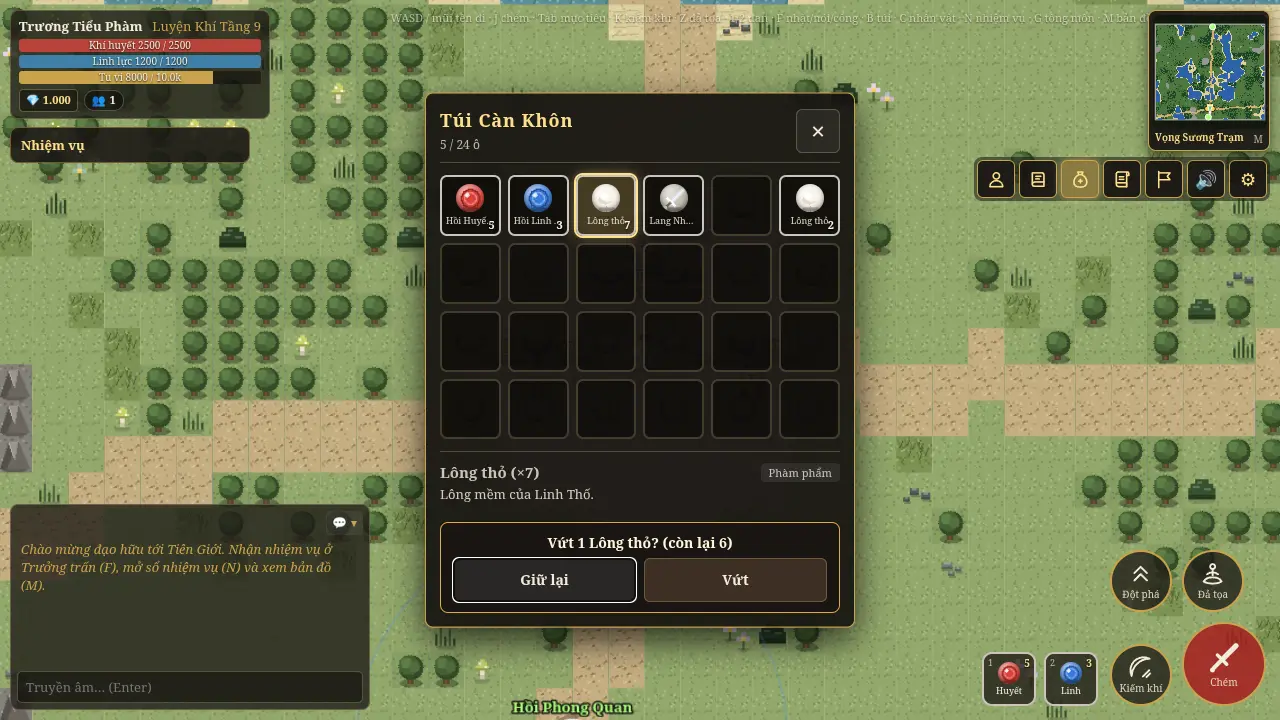 Trương Tiểu Phàm Luyện Khí Tầng 9
Khí huyết 2500 / 2500
Linh lực 1200 / 1200
Tu vi 8000 / 10.0k
💎 1.000 👥 1
Nhiệm vụ
WASD / mũi tên di
Vọng Sương Trạm M
Túi Càn Khôn
5 / 24 ô
✕
Hồi Huyế.. 5
Hồi Linh . 3
Lông thỏ 7
Lang Nh...
Lông thỏ 2
Lông thỏ (×7) Phàm phẩm
Lông mềm của Linh Thố.
Vứt 1 Lông thỏ? (còn lại 6)
Giữ lại
Vứt
Chào mừng đạo hữu tới Tiên Giới. Nhận nhiệm vụ ở
Trưởng trấn (F), mở sổ nhiệm vụ (N) và xem bản đồ
(M).
Truyền âm... (Enter)
Đột phá
Đả tọa
1 5
Huyết
2 3
Linh
Kiếm khí
Chém
Hồi Phong Quan